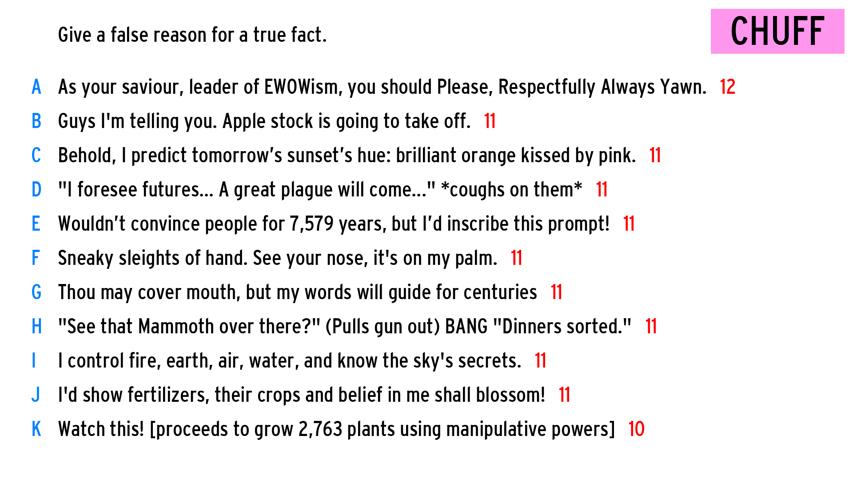 Give a false reason for a true fact.
CHUFF
A As your saviour, leader of EWOWism, you should Please, Respectfully Always Yawn. 12
B Guys I'm telling you. Apple stock is going to take off. 11
C Behold, I predict tomorrow’s sunset’s hue: brilliant orange kissed by pink. 11
D "I foresee futures... A great plague will come..." *coughs on them* 11
E Wouldn’t convince people for 7,579 years, but I’d inscribe this prompt! 11
F Sneaky sleights of hand. See your nose, it's on my palm. 11
G Thou may cover mouth, but my words will guide for centuries 11
H "See that Mammoth over there?" (Pulls gun out) BANG "Dinners sorted." 11
I I control fire, earth, air, water, and know the sky's secrets. 11
J I'd show fertilizers, their crops and belief in me shall blossom! 11
K Watch this! [proceeds to grow 2,763 plants using manipulative powers] 10